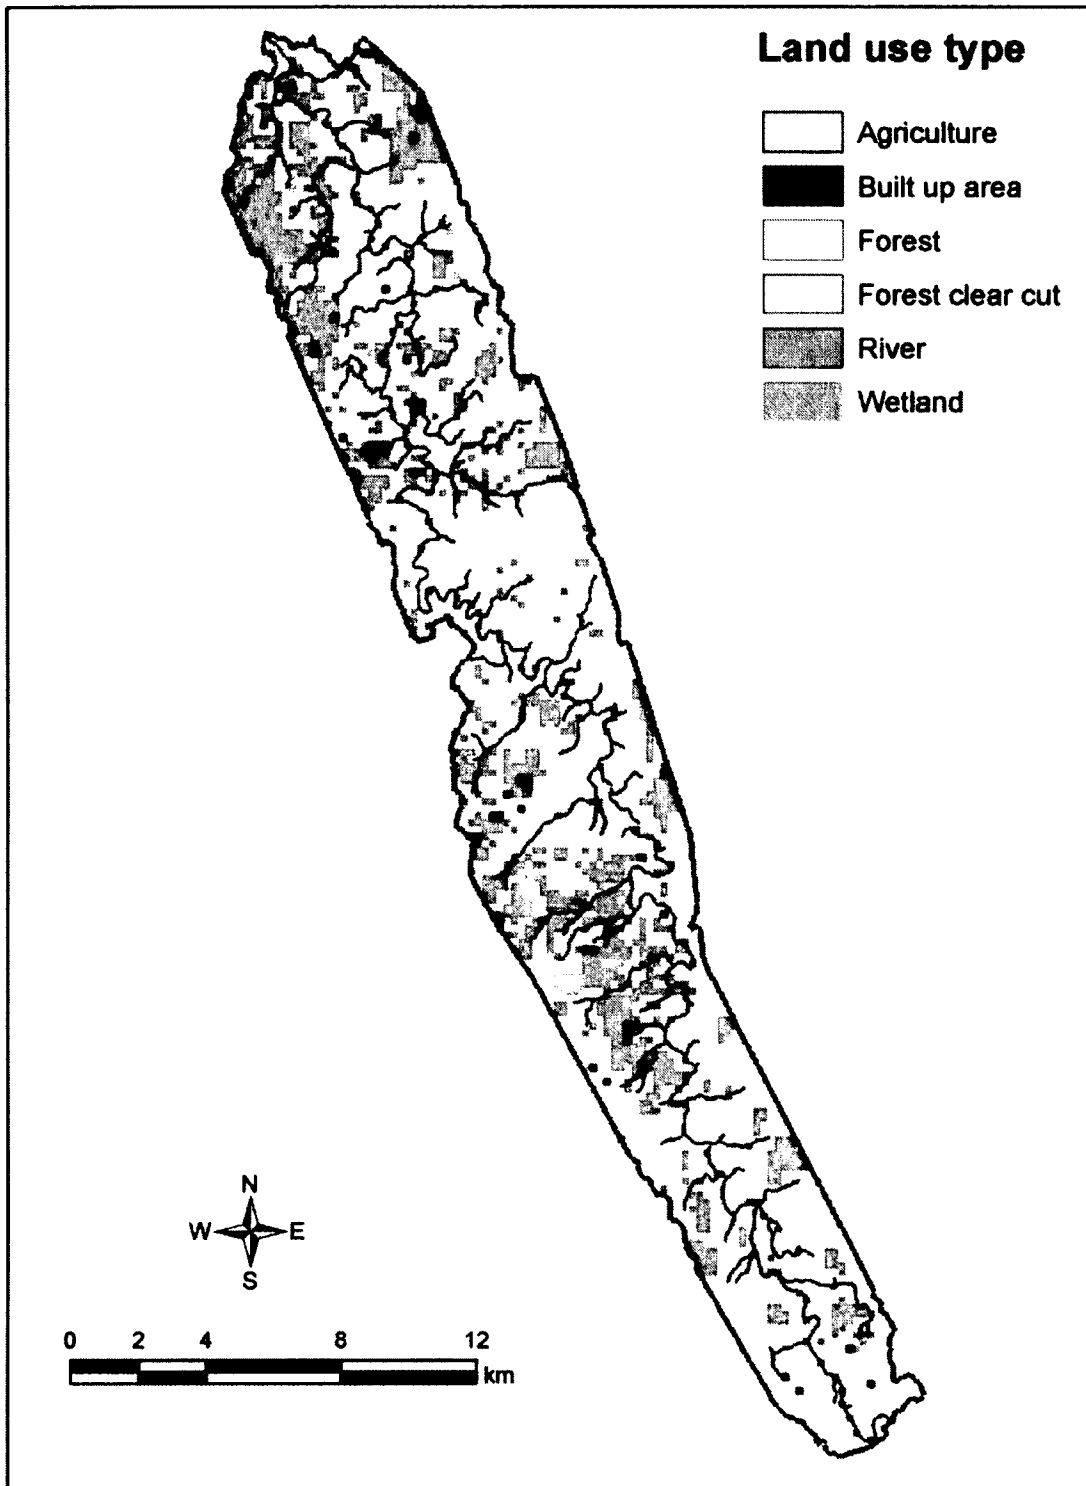 Land use type
Agriculture
Built up area
Forest
Forest clear cut
River
Wetland
N
W E
S
0 2 4 8 12
km